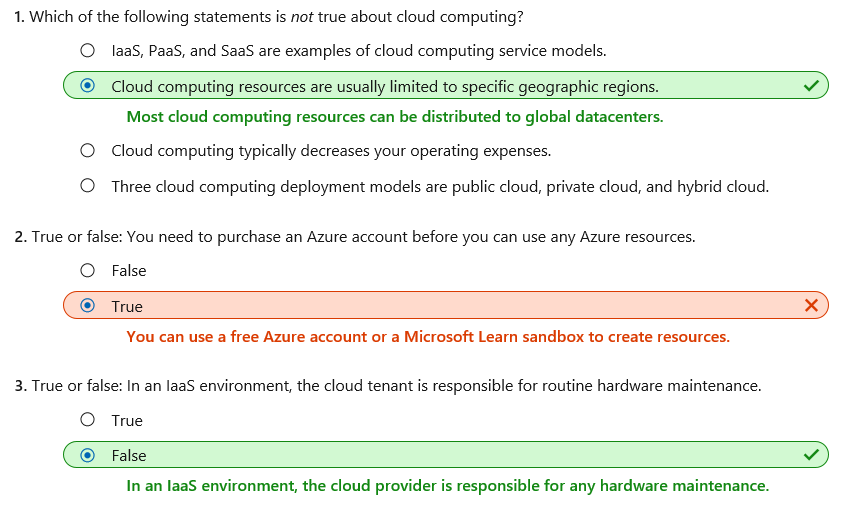 1. Which of the following statements is not true about cloud computing?
IaaS, PaaS, and SaaS are examples of cloud computing service models.
Cloud computing resources are usually limited to specific geographic regions.
Most cloud computing resources can be distributed to global datacenters.
Cloud computing typically decreases your operating expenses.
Three cloud computing deployment models are public cloud, private cloud, and hybrid cloud.
2. True or false: You need to purchase an Azure account before you can use any Azure resources.
False
True
You can use a free Azure account or a Microsoft Learn sandbox to create resources.
3. True or false: In an IaaS environment, the cloud tenant is responsible for routine hardware maintenance.
True
False
In an IaaS environment, the cloud provider is responsible for any hardware maintenance.